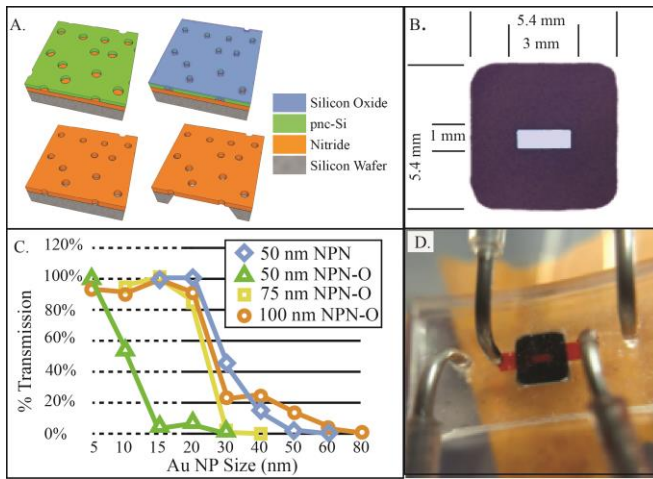 A.
Silicon Oxide
pnc-Si
Nitride
Silicon Wafer
B.
5.4 mm
3 mm
1 mm
5.4 mm
C.
120%
100%
80%
60%
40%
20%
0%
% Transmission
50 nm NPN
50 nm NPN-O
75 nm NPN-O
100 nm NPN-O
5 10 15 20 30 40 50 60 80
Au NP Size (nm)
D.